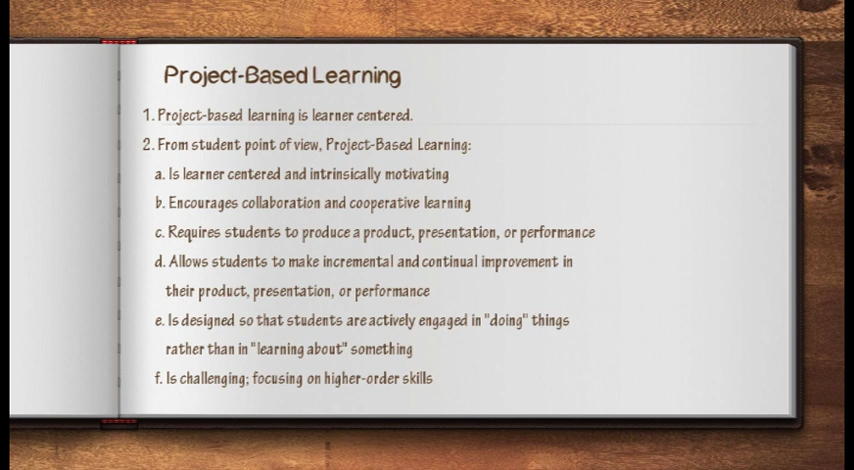 Project-Based Learning
1. Project-based learning is learner centered.
2. From student point of view, Project-Based Learning:
a. Is learner centered and intrinsically motivating
b. Encourages collaboration and cooperative learning
c. Requires students to produce a product, presentation, or performance
d. Allows students to make incremental and continual improvement in
their product, presentation, or performance
e. Is designed so that students are actively engaged in "doing" things
rather than in "learning about" something
f. Is challenging; focusing on higher-order skills